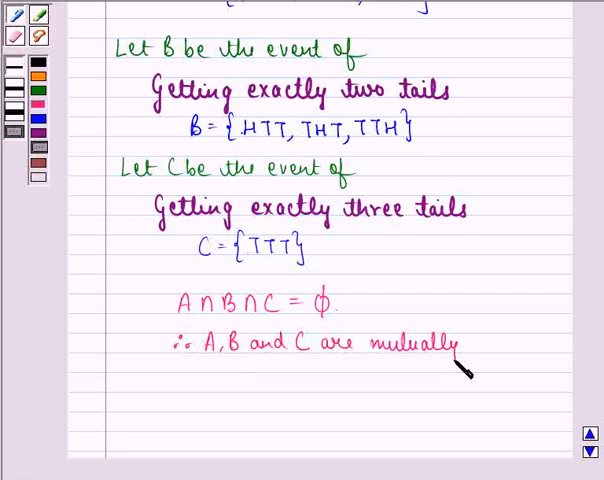 Let B be the event of
Getting exactly two tails
B = {HTT, THT, TTH}
Let C be the event of
Getting exactly three tails
C = {TTT}
A ∩ B ∩ C = ϕ.
∴ A, B and C are mutually